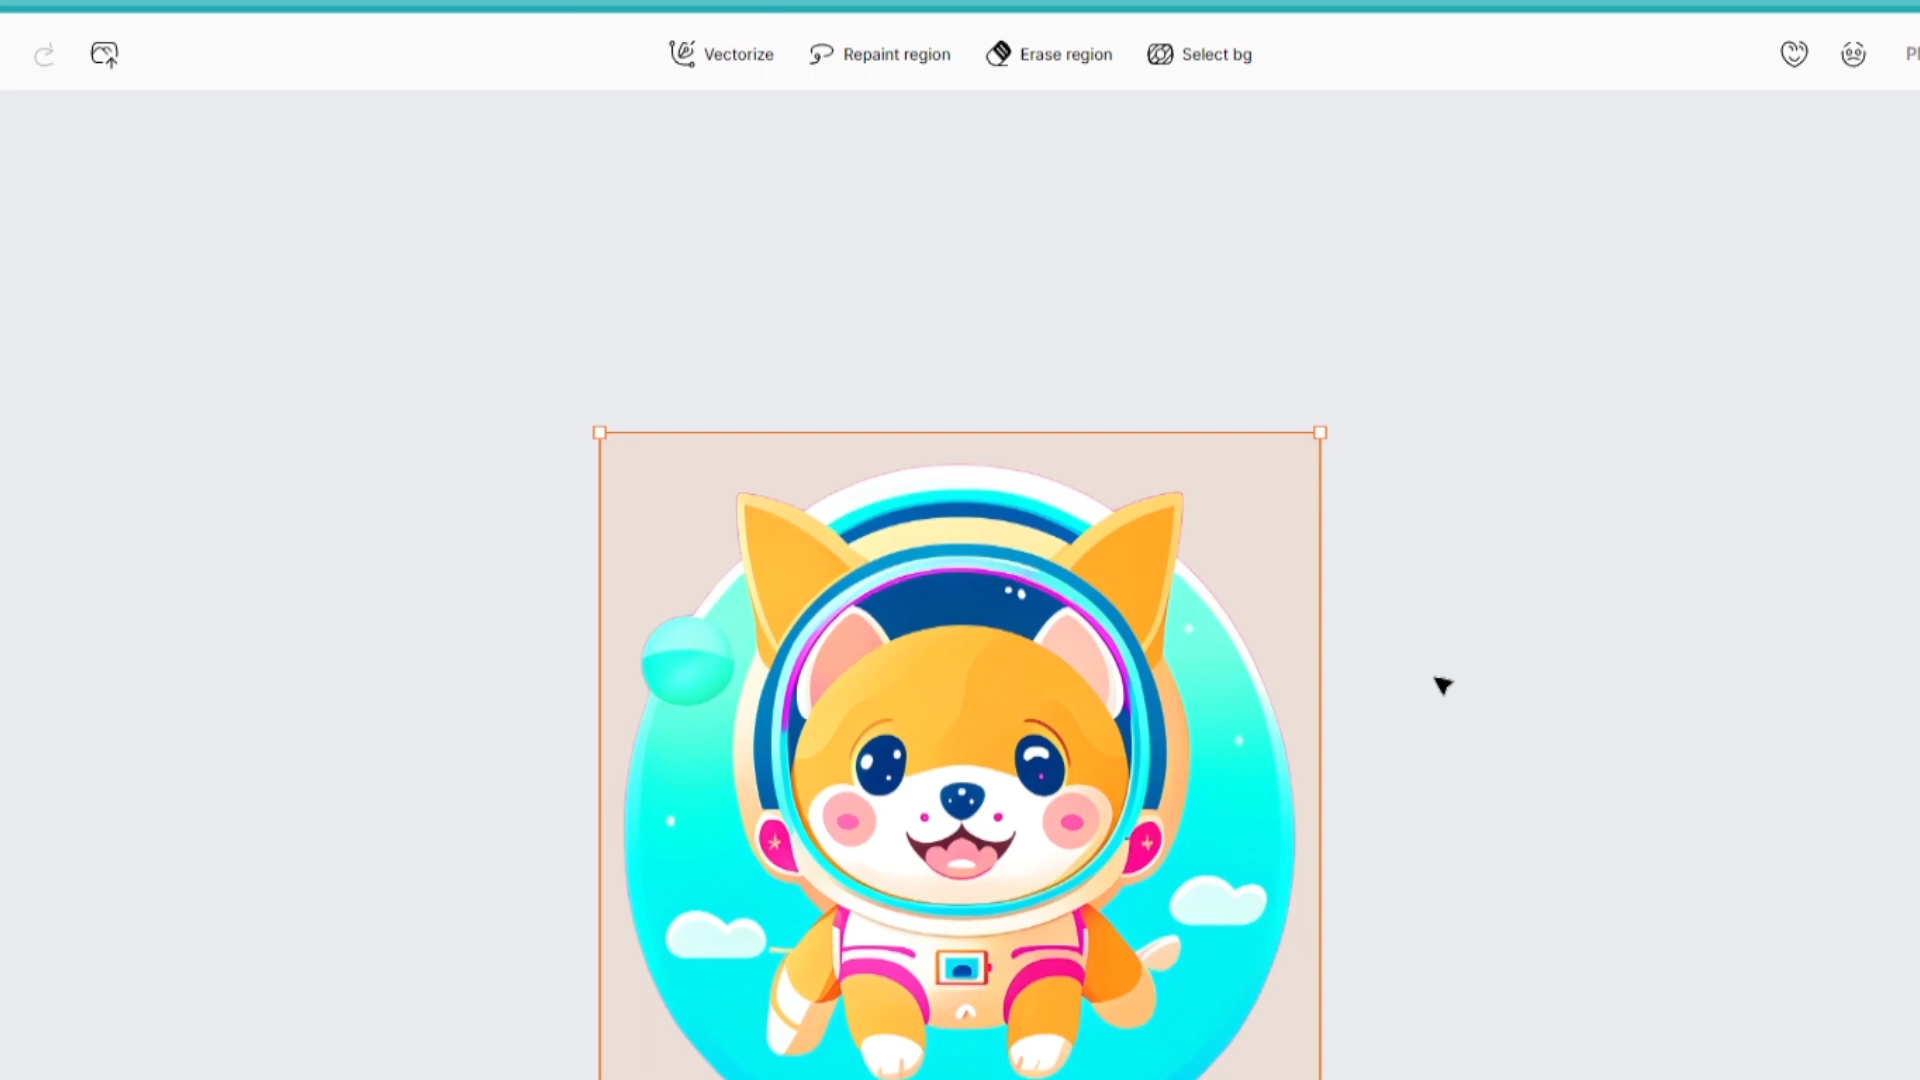 Vectorize
Repaint region
Erase region
Select bg